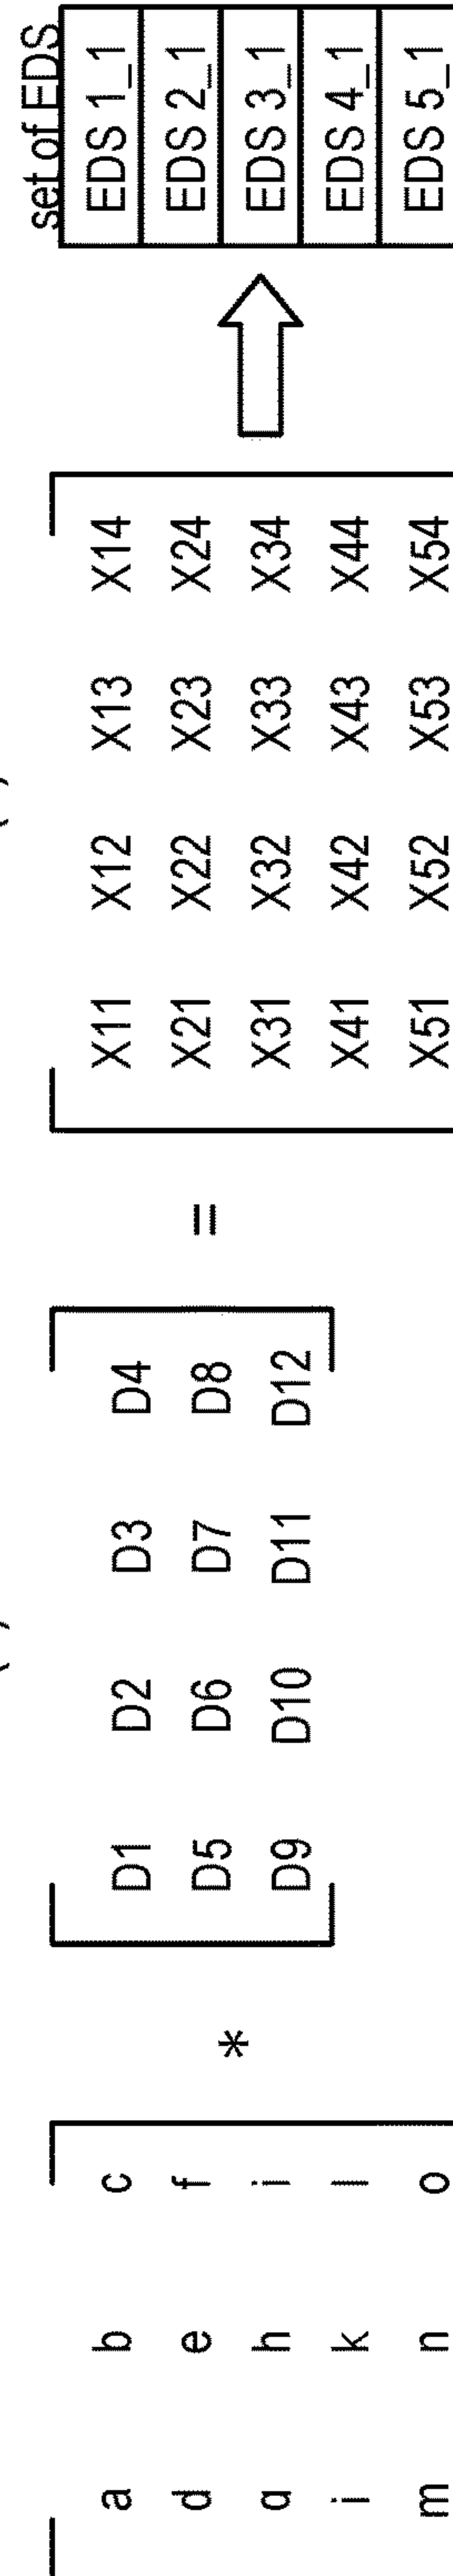 set of EDS
a b c D1 D2 D3 D4 X11 X12 X13 X14 EDS 1_1
d e f * D5 D6 D7 D8 = X21 X22 X23 X24 EDS 2_1
g h i D9 D10 D11 D12 X31 X32 X33 X34 EDS 3_1
j k l X41 X42 X43 X44 EDS 4_1
m n o X51 X52 X53 X54 EDS 5_1